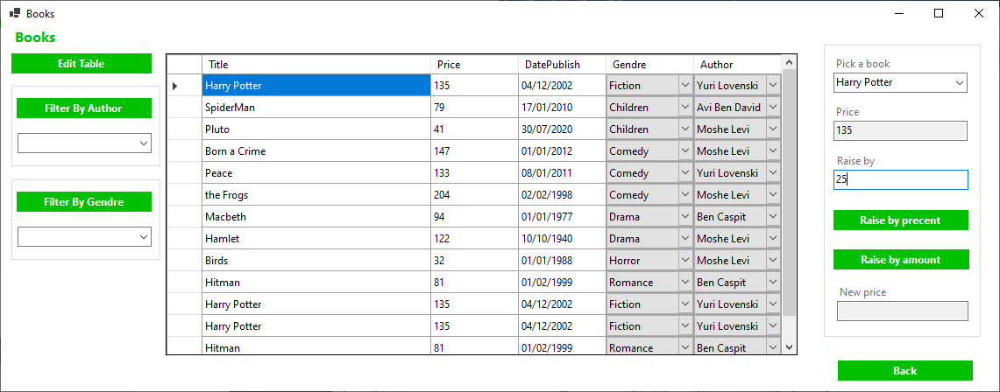 Books
Books
Edit Table
Filter By Author
Filter By Gendre
Title Price DatePublish Gendre Author
Harry Potter 135 04/12/2002 Fiction Yuri Lovenski
SpiderMan 79 17/01/2010 Children Avi Ben David
Pluto 41 30/07/2020 Children Moshe Levi
Born a Crime 147 01/01/2012 Comedy Moshe Levi
Peace 133 08/01/2011 Comedy Yuri Lovenski
the Frogs 204 02/02/1998 Comedy Moshe Levi
Macbeth 94 01/01/1977 Drama Ben Caspit
Hamlet 122 10/10/1940 Drama Moshe Levi
Birds 32 01/01/1988 Horror Moshe Levi
Hitman 81 01/02/1999 Romance Ben Caspit
Harry Potter 135 04/12/2002 Fiction Yuri Lovenski
Harry Potter 135 04/12/2002 Fiction Yuri Lovenski
Hitman 81 01/02/1999 Romance Ben Caspit
Pick a book
Harry Potter
Price
135
Raise by
25
Raise by precent
Raise by amount
New price
Back